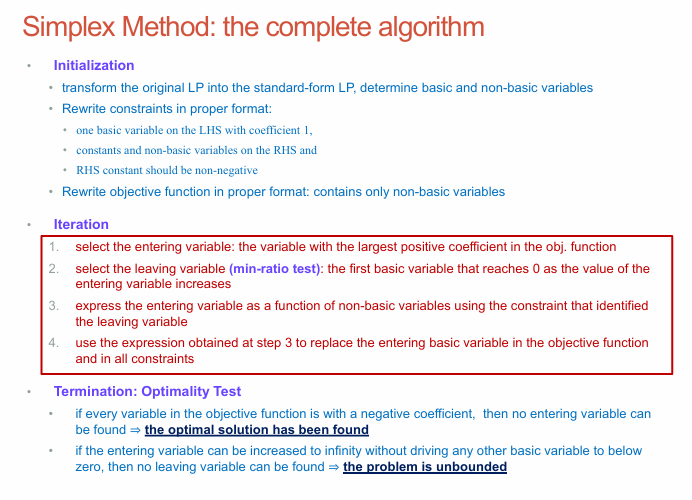 Simplex Method: the complete algorithm
• Initialization
• transform the original LP into the standard-form LP, determine basic and non-basic variables
• Rewrite constraints in proper format:
• one basic variable on the LHS with coefficient 1,
• constants and non-basic variables on the RHS and
• RHS constant should be non-negative
• Rewrite objective function in proper format: contains only non-basic variables
• Iteration
1. select the entering variable: the variable with the largest positive coefficient in the obj. function
2. select the leaving variable (min-ratio test): the first basic variable that reaches 0 as the value of the
entering variable increases
3. express the entering variable as a function of non-basic variables using the constraint that identified
the leaving variable
4. use the expression obtained at step 3 to replace the entering basic variable in the objective function
and in all constraints
• Termination: Optimality Test
• if every variable in the objective function is with a negative coefficient, then no entering variable can
be found ⇒ the optimal solution has been found
• if the entering variable can be increased to infinity without driving any other basic variable to below
zero, then no leaving variable can be found ⇒ the problem is unbounded